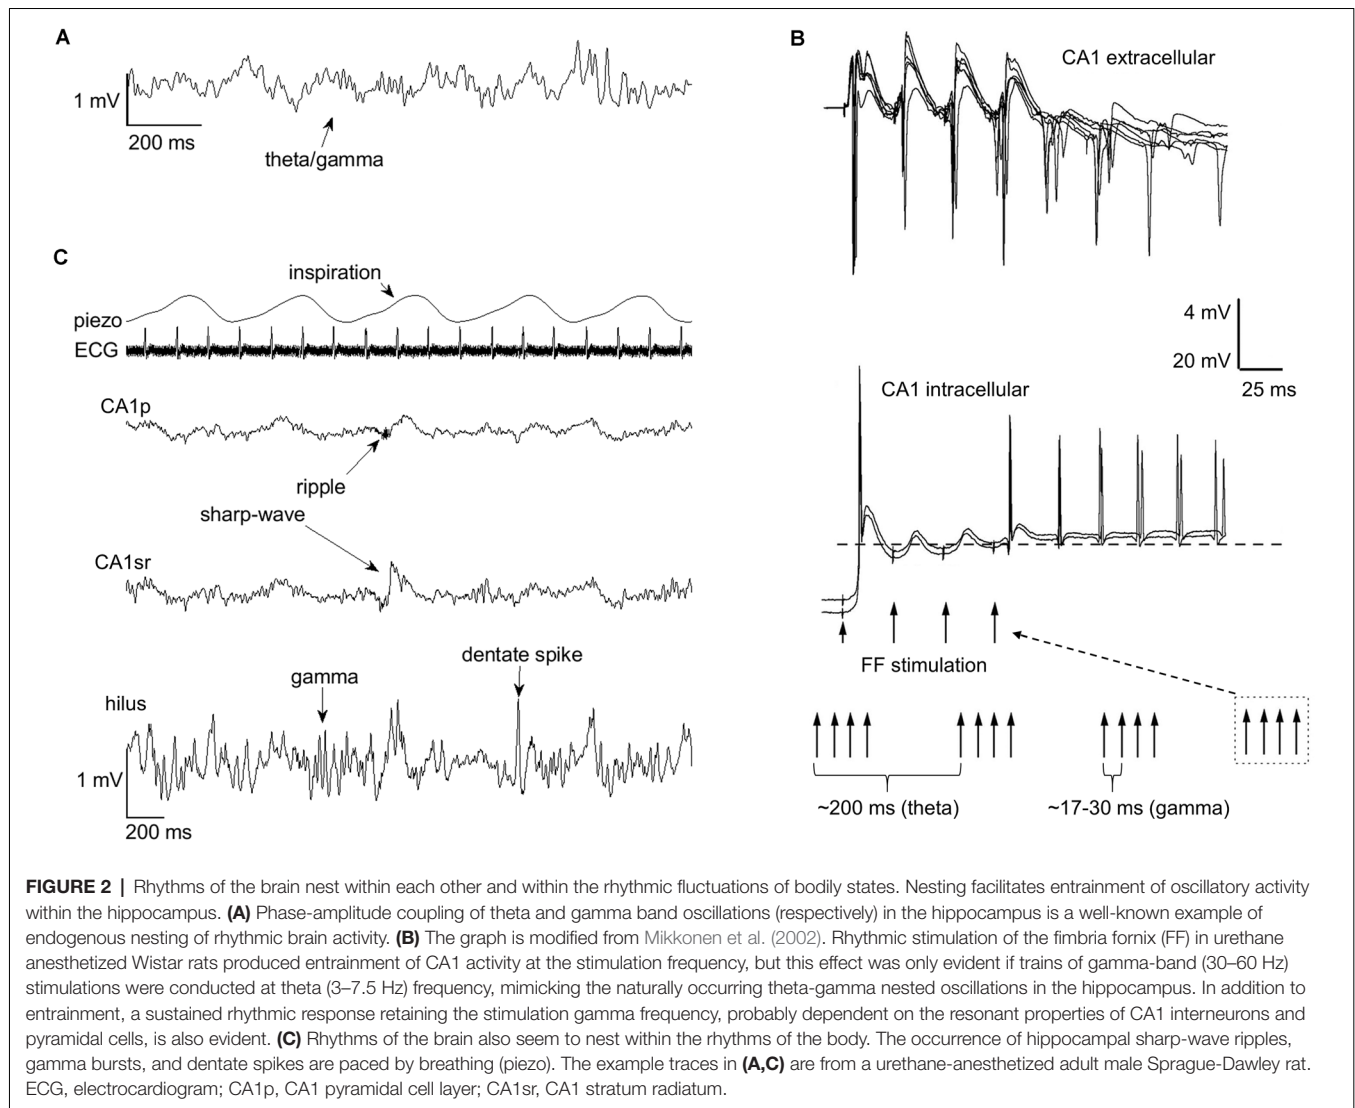 A
1 mV
200 ms
theta/gamma
B
CA1 extracellular
4 mV
20 mV
25 ms
CA1 intracellular
FF stimulation
~200 ms (theta)
~17-30 ms (gamma)
C
inspiration
piezo
ECG
CA1p
ripple
sharp-wave
CA1sr
dentate spike
gamma
hilus
1 mV
200 ms
FIGURE 2 | Rhythms of the brain nest within each other and within the rhythmic fluctuations of bodily states. Nesting facilitates entrainment of oscillatory activity
within the hippocampus. (A) Phase-amplitude coupling of theta and gamma band oscillations (respectively) in the hippocampus is a well-known example of
endogenous nesting of rhythmic brain activity. (B) The graph is modified from Mikkonen et al. (2002). Rhythmic stimulation of the fimbria fornix (FF) in urethane
anesthetized Wistar rats produced entrainment of CA1 activity at the stimulation frequency, but this effect was only evident if trains of gamma-band (30–60 Hz)
stimulations were conducted at theta (3–7.5 Hz) frequency, mimicking the naturally occurring theta-gamma nested oscillations in the hippocampus. In addition to
entrainment, a sustained rhythmic response retaining the stimulation gamma frequency, probably dependent on the resonant properties of CA1 interneurons and
pyramidal cells, is also evident. (C) Rhythms of the brain also seem to nest within the rhythms of the body. The occurrence of hippocampal sharp-wave ripples,
gamma bursts, and dentate spikes are paced by breathing (piezo). The example traces in (A,C) are from a urethane-anesthetized adult male Sprague-Dawley rat.
ECG, electrocardiogram; CA1p, CA1 pyramidal cell layer; CA1sr, CA1 stratum radiatum.